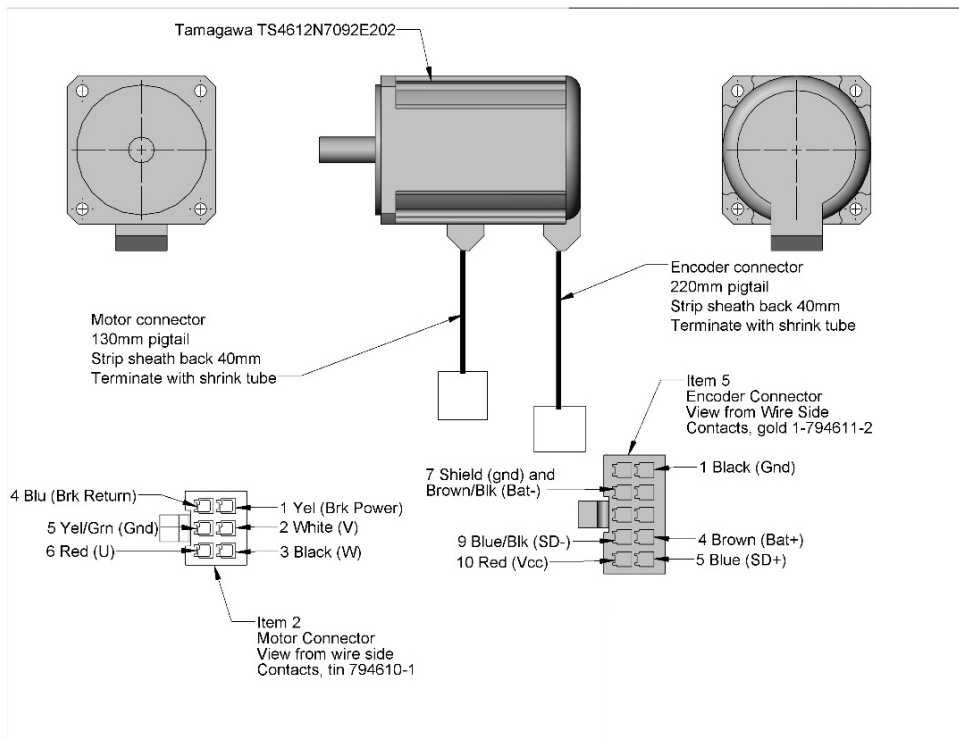 Tamagawa TS4612N7092E202
Motor connector
130mm pigtail
Strip sheath back 40mm
Terminate with shrink tube
Encoder connector
220mm pigtail
Strip sheath back 40mm
Terminate with shrink tube
Item 5
Encoder Connector
View from Wire Side
Contacts, gold 1-794611-2
7 Shield (gnd) and
Brown/Blk (Bat-)
1 Black (Gnd)
9 Blue/Blk (SD-)
10 Red (Vcc)
4 Brown (Bat+)
5 Blue (SD+)
4 Blu (Brk Return)
5 Yel/Grn (Gnd)
6 Red (U)
1 Yel (Brk Power)
2 White (V)
3 Black (W)
Item 2
Motor Connector
View from wire side
Contacts, tin 794610-1